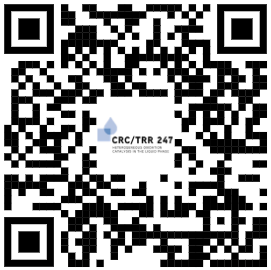 CRC/TRR 247
HETEROGENEOUS OXIDATION
CATALYSIS IN THE LIQUID PHASE